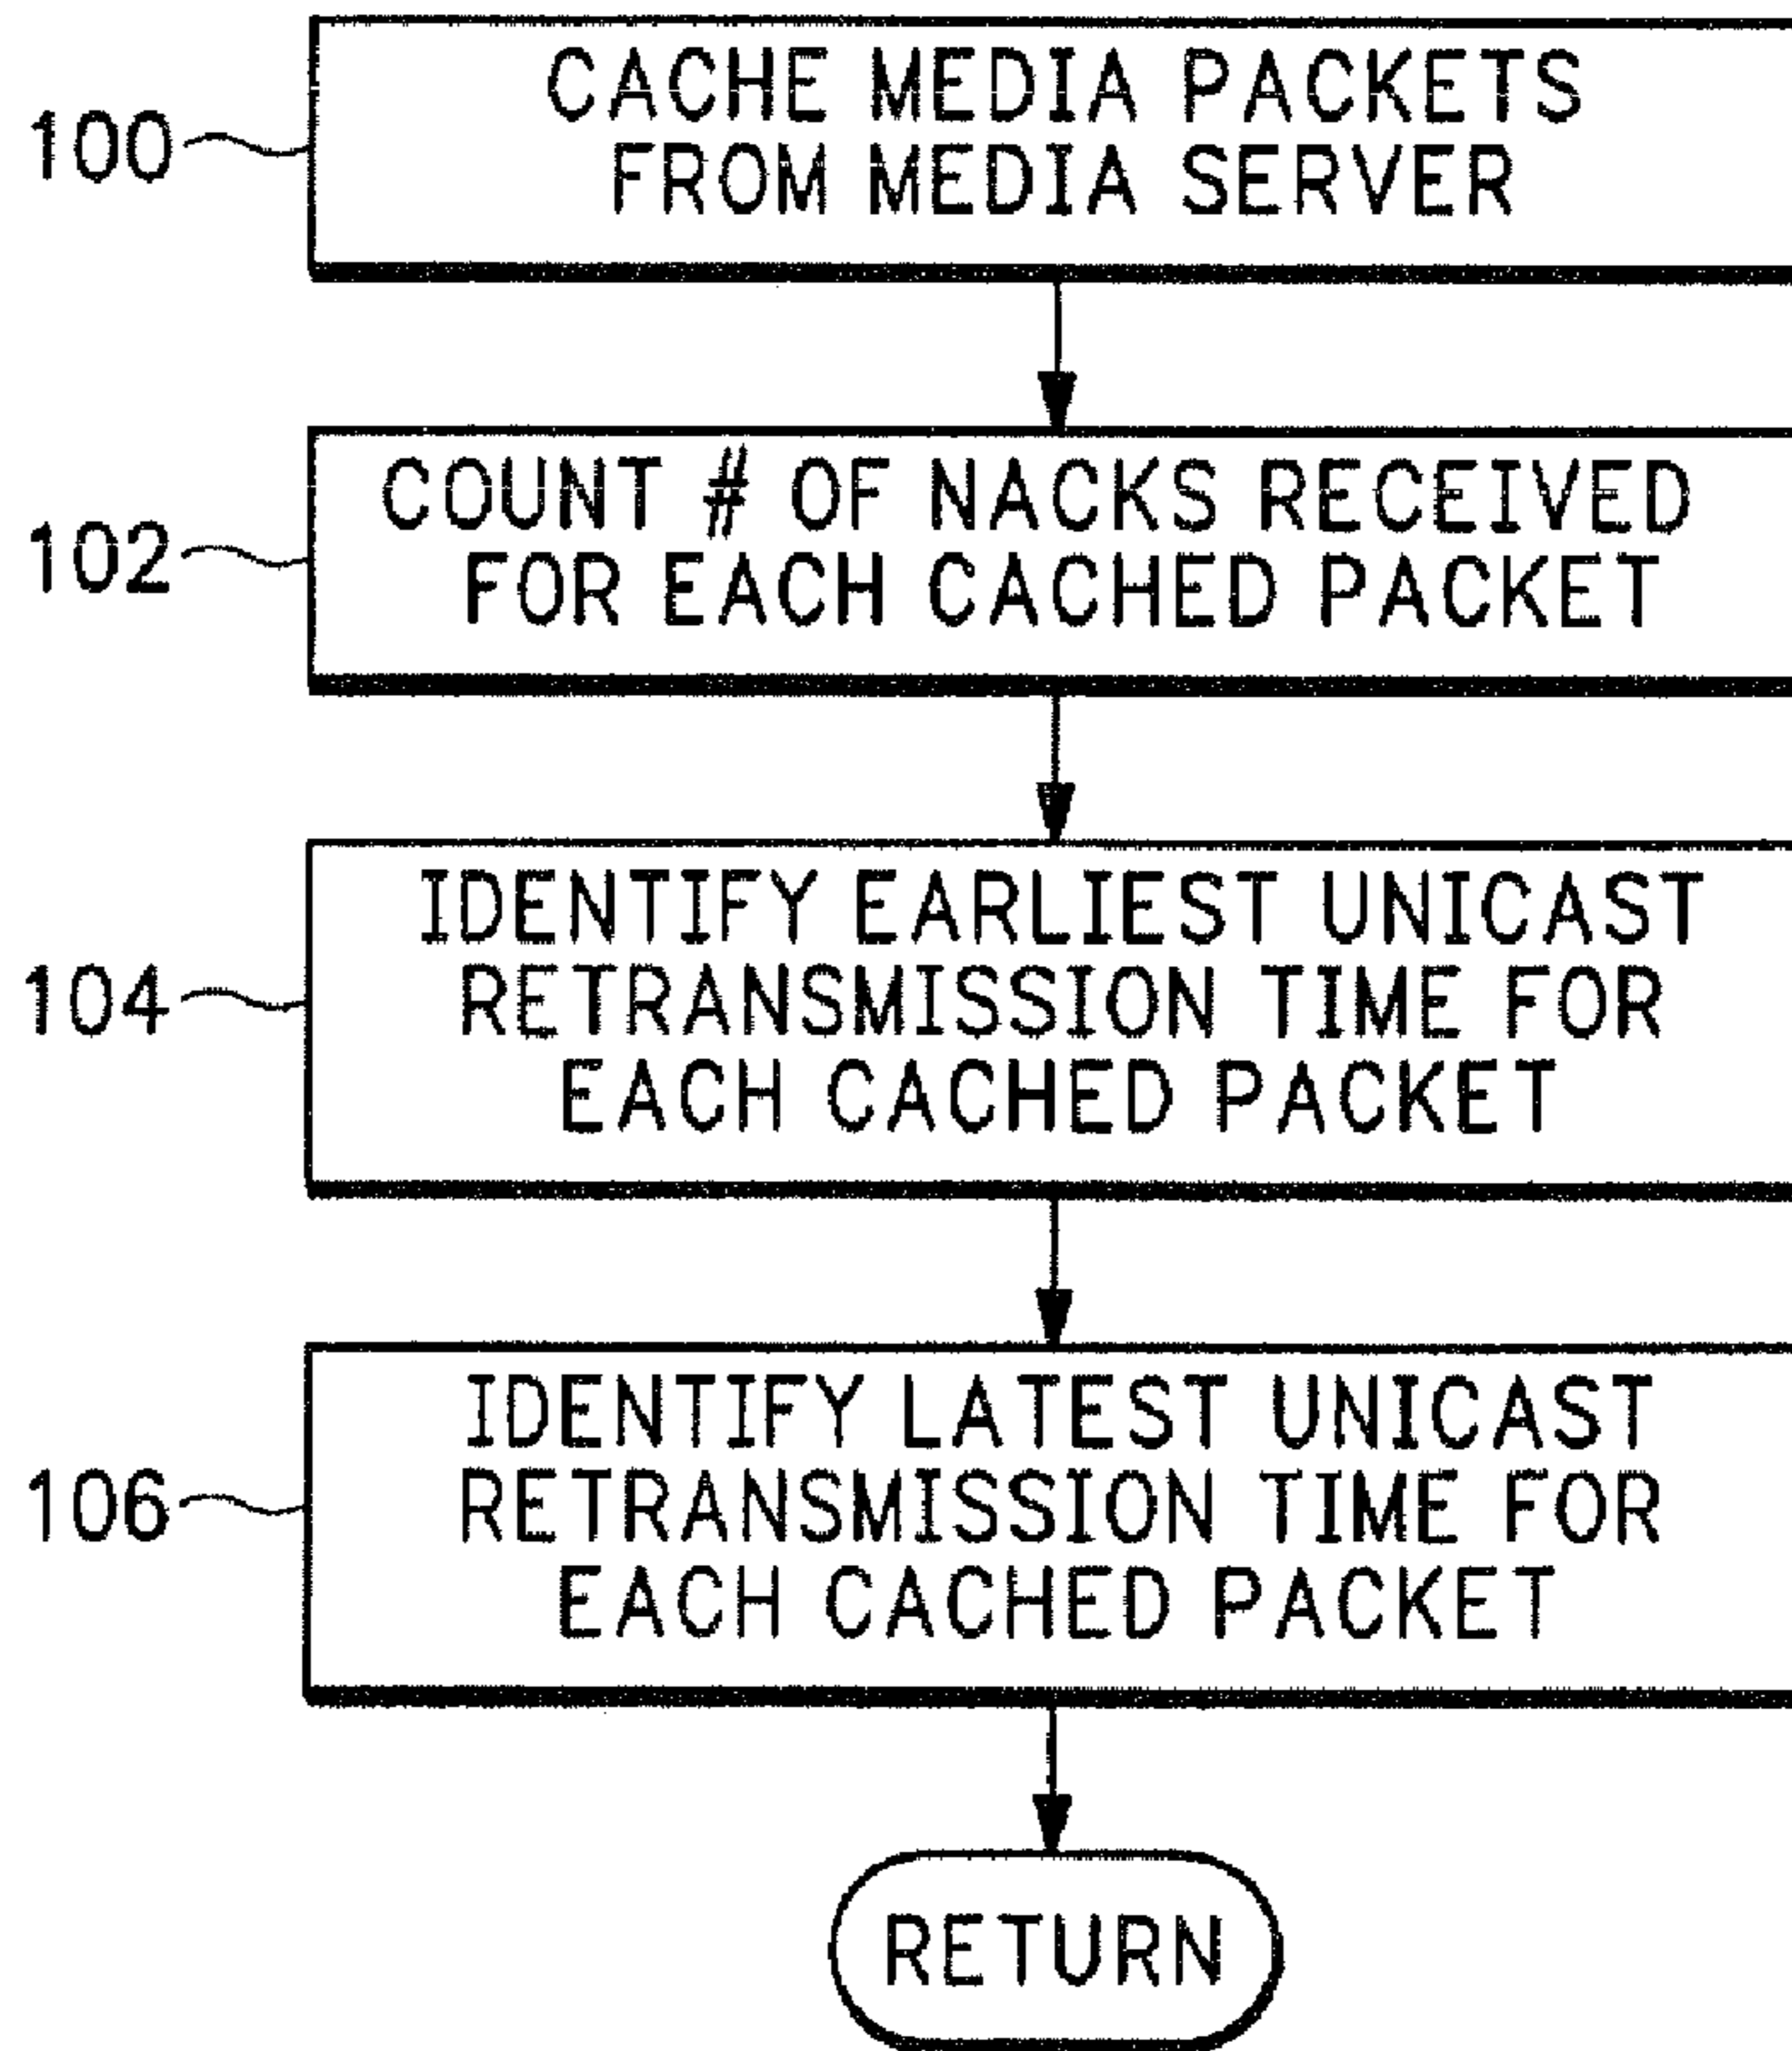 100
CACHE MEDIA PACKETS
FROM MEDIA SERVER
102
COUNT # OF NACKS RECEIVED
FOR EACH CACHED PACKET
104
IDENTIFY EARLIEST UNICAST
RETRANSMISSION TIME FOR
EACH CACHED PACKET
106
IDENTIFY LATEST UNICAST
RETRANSMISSION TIME FOR
EACH CACHED PACKET
RETURN